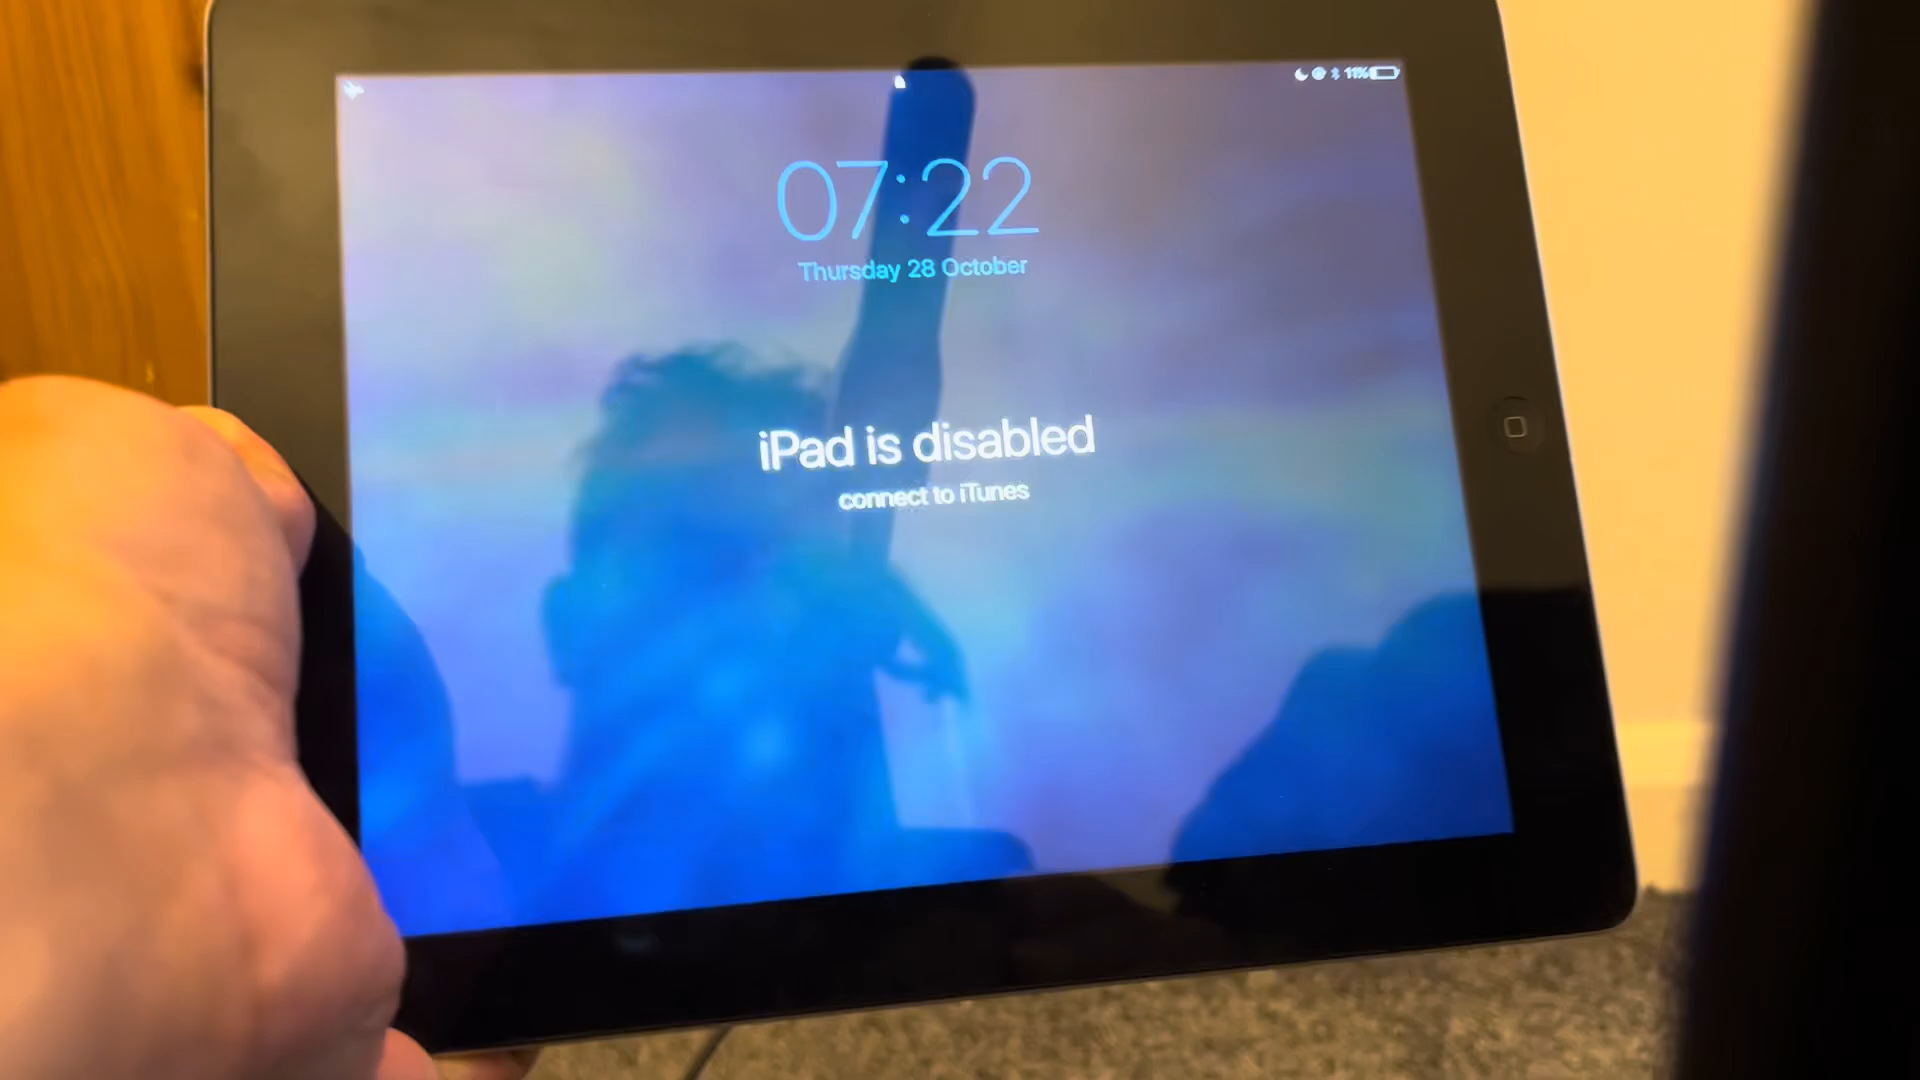 11%
07:22
Thursday 28 October
iPad is disabled
connect to iTunes